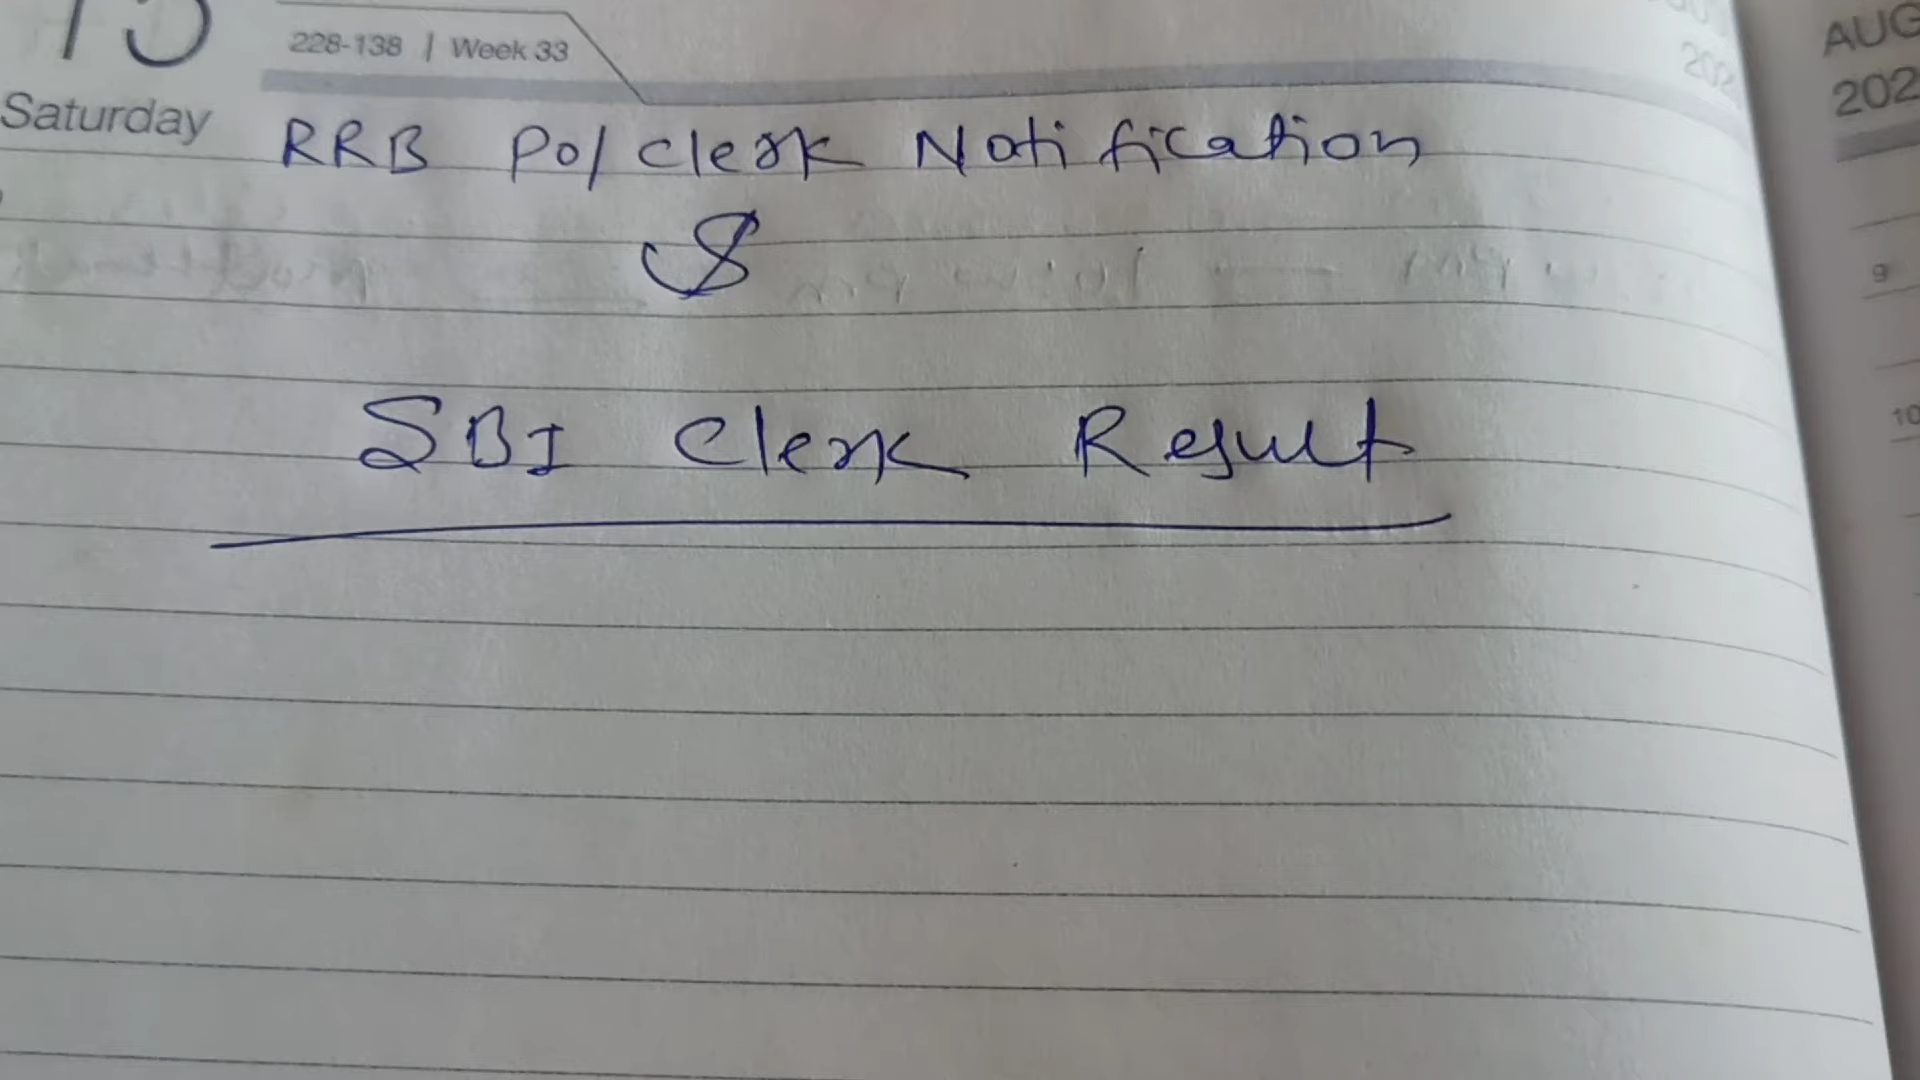 15
228-138 | Week 33
Saturday
RRB PO/Clerk Notification
&
SBI Clerk Result
AUG
202
9
10